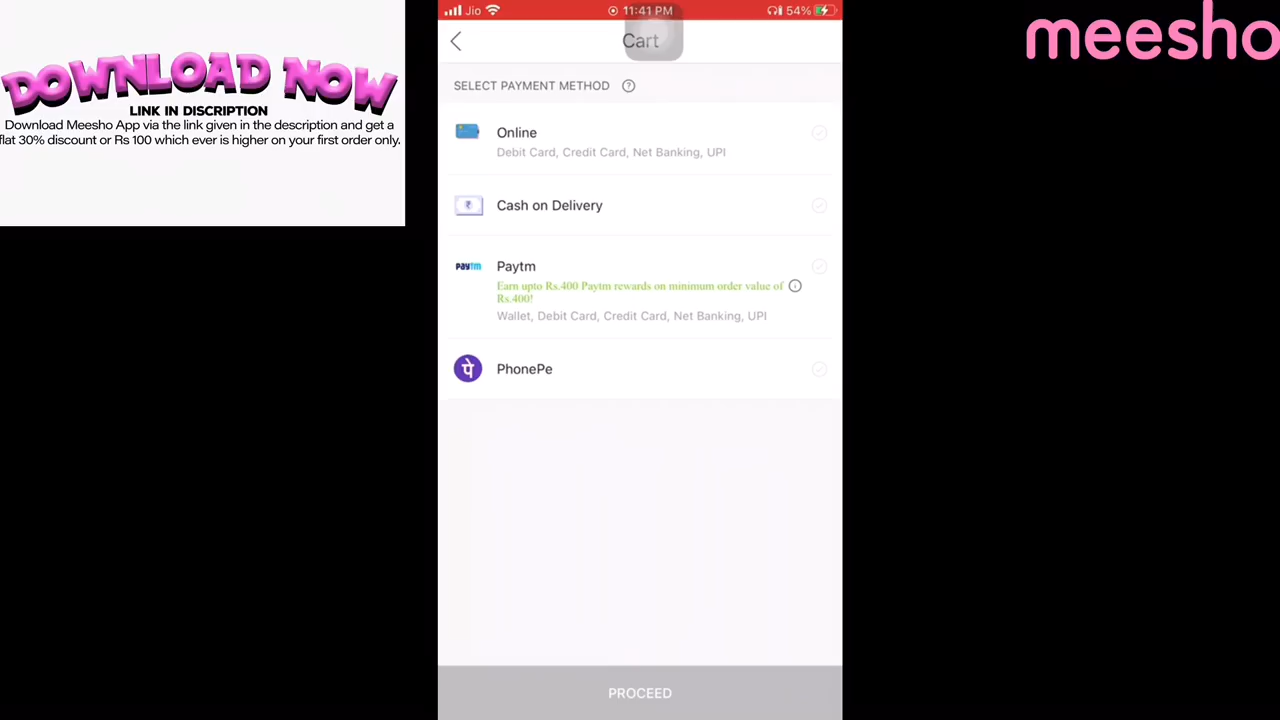 DOWNLOAD NOW
LINK IN DISCRIPTION
Download Meesho App via the link given in the description and get a
flat 30% discount or Rs 100 which ever is higher on your first order only.
meesho
Jio 11:41 PM 54%
Cart
SELECT PAYMENT METHOD ?
Online
Debit Card, Credit Card, Net Banking, UPI
₹ Cash on Delivery
paytm Paytm
Earn upto Rs.400 Paytm rewards on minimum order value of
Rs.400!
Wallet, Debit Card, Credit Card, Net Banking, UPI
पे PhonePe
PROCEED